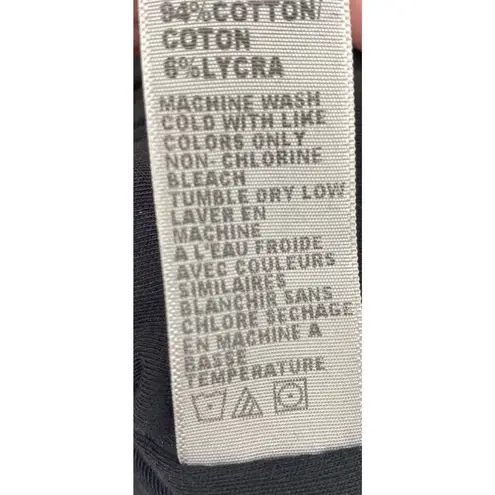 94%COTTON/
COTON
6%LYCRA
MACHINE WASH
COLD WITH LIKE
COLORS ONLY
NON- CHLORINE
BLEACH
TUMBLE DRY LOW
LAVER EN
MACHINE
A L'EAU FROIDE
AVEC COULEURS
SIMILAIRES
BLANCHIR SANS
CHLORE SECHAGE
EN MACHINE A
BASSE
TEMPERATURE